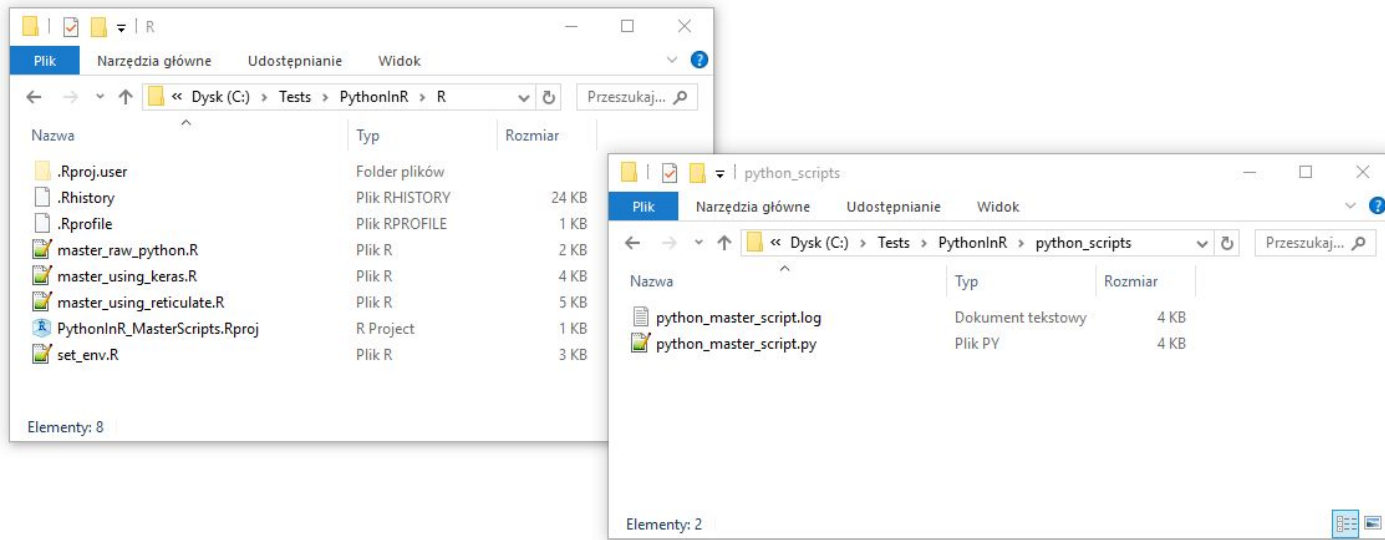 R
Plik Narzędzia główne Udostępnianie Widok
« Dysk (C:) › Tests › PythonInR › R Przeszukaj...
Nazwa Typ Rozmiar
.Rproj.user Folder plików
.Rhistory Plik RHISTORY 24 KB
.Rprofile Plik RPROFILE 1 KB
master_raw_python.R Plik R 2 KB
master_using_keras.R Plik R 4 KB
master_using_reticulate.R Plik R 5 KB
PythonInR_MasterScripts.Rproj R Project 1 KB
set_env.R Plik R 3 KB
Elementy: 8
python_scripts
Plik Narzędzia główne Udostępnianie Widok
« Dysk (C:) › Tests › PythonInR › python_scripts Przeszukaj...
Nazwa Typ Rozmiar
python_master_script.log Dokument tekstowy 4 KB
python_master_script.py Plik PY 4 KB
Elementy: 2